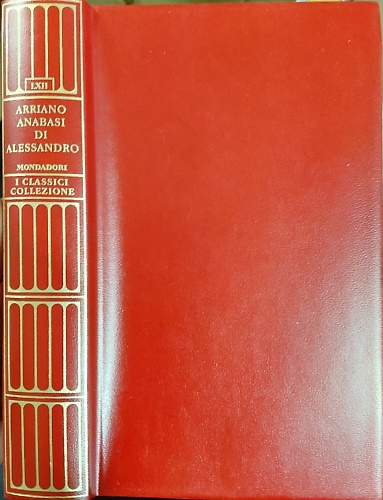 LXII
ARRIANO
ANABASI
DI
ALESSANDRO
MONDADORI
I CLASSICI
COLLEZIONE